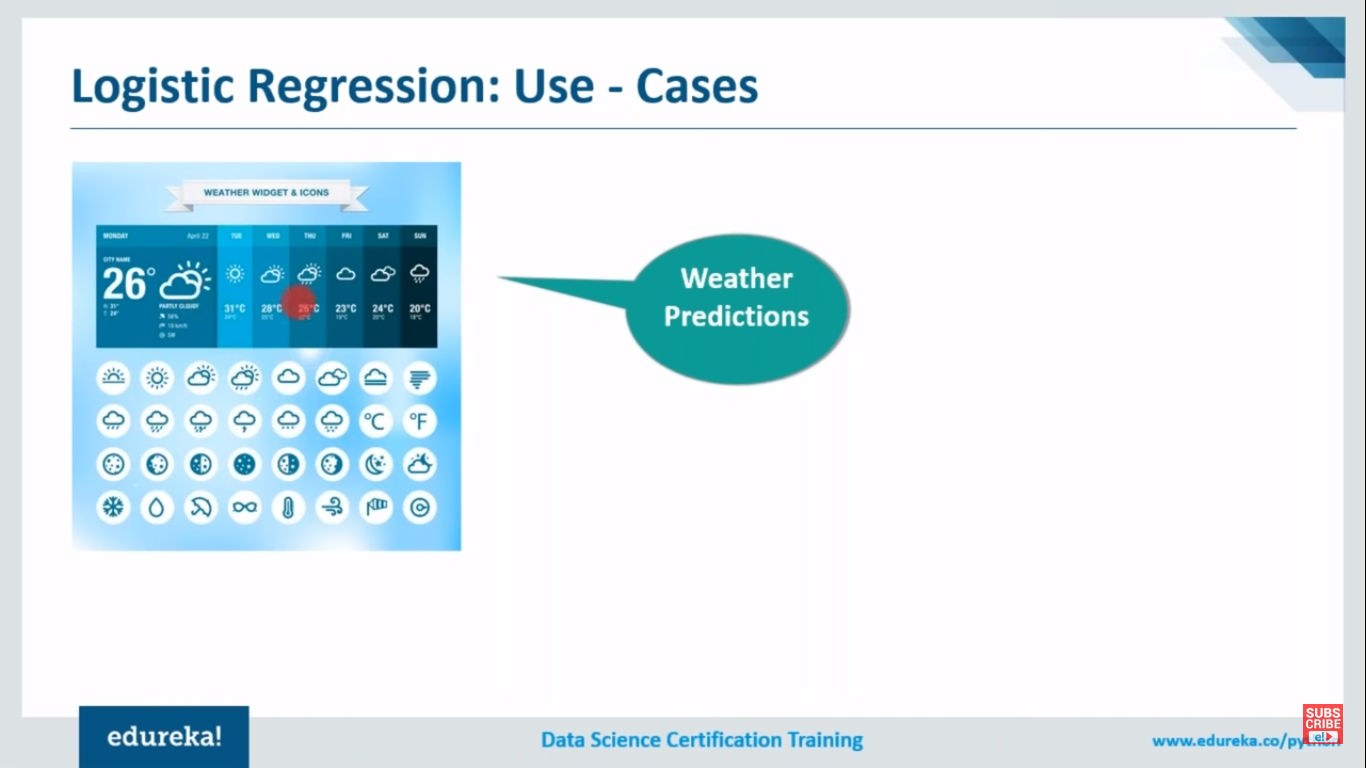 Logistic Regression: Use - Cases
WEATHER WIDGET & ICONS
MONDAY April 22 TUE WED THU FRI SAT SUN
CITY NAME
26°
PARTLY CLOUDY
31°C 28°C 23°C 24°C 20°C
°C °F
Weather
Predictions
edureka!
Data Science Certification Training
www.edureka.co/python
SUBS
CRIBE
e!